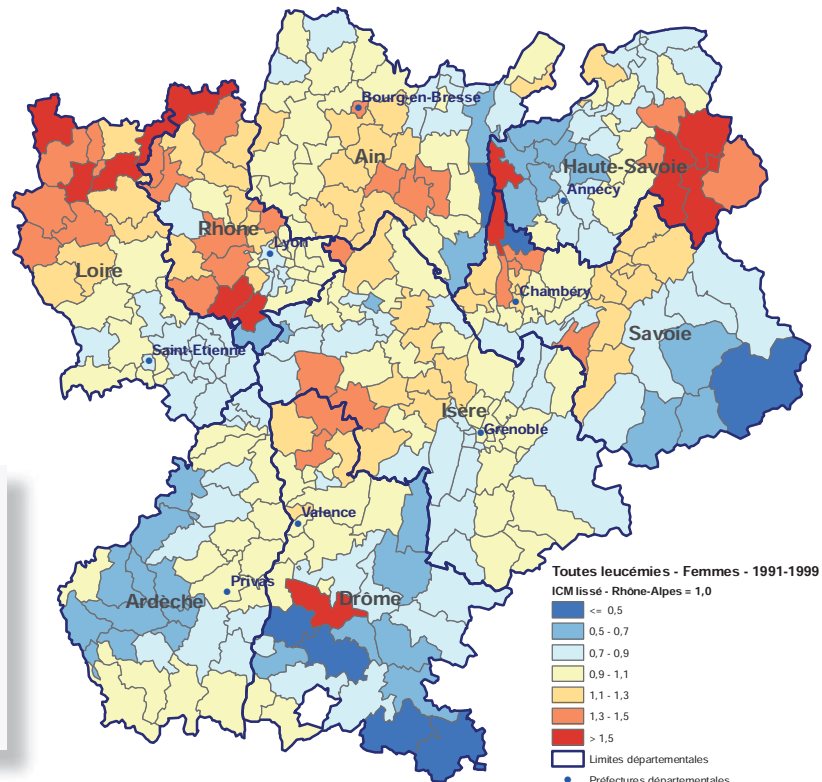 Bourg-en-Bresse
Ain
Haute-Savoie
Annecy
Rhône
Lyon
Loire
Chambéry
Savoie
Saint-Etienne
Isère
Grenoble
Valence
Privas
Ardèche
Drôme
Toutes leucémies - Femmes - 1991-1999
ICM lissé - Rhône-Alpes = 1,0
<= 0,5
0,5 - 0,7
0,7 - 0,9
0,9 - 1,1
1,1 - 1,3
1,3 - 1,5
> 1,5
Limites départementales
Préfectures départementales